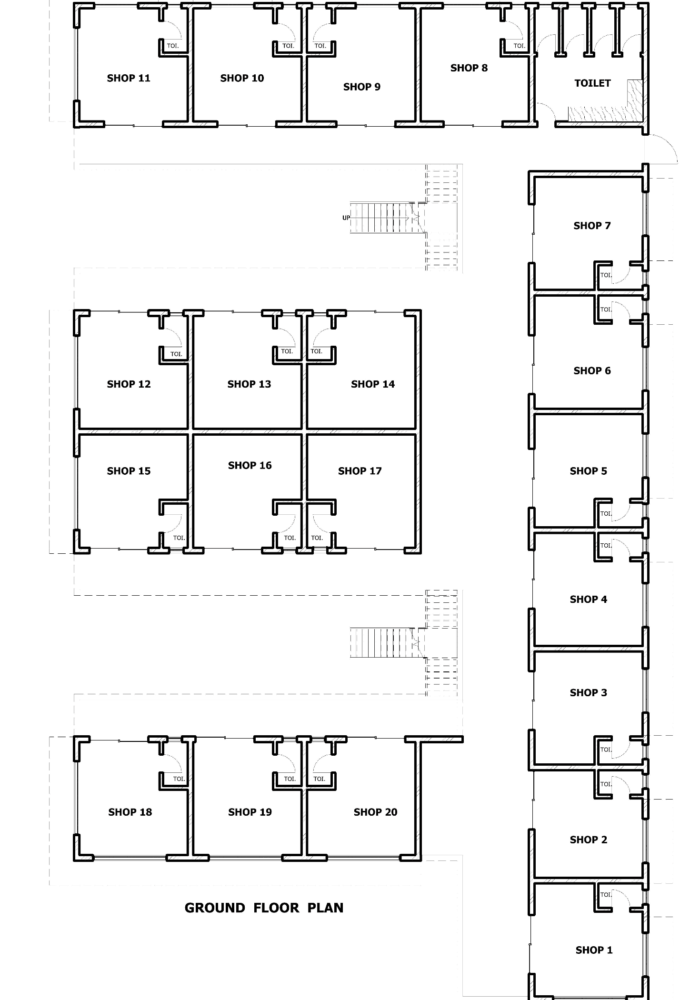 TOI.
TOI.
TOI.
TOI.
SHOP 11
SHOP 10
SHOP 9
SHOP 8
TOILET
UP
SHOP 7
TOI.
TOI.
SHOP 6
TOI.
TOI.
TOI.
SHOP 12
SHOP 13
SHOP 14
SHOP 15
SHOP 16
SHOP 17
SHOP 5
TOI.
TOI.
TOI.
TOI.
TOI.
SHOP 4
SHOP 3
TOI.
TOI.
TOI.
TOI.
TOI.
SHOP 18
SHOP 19
SHOP 20
SHOP 2
TOI.
GROUND FLOOR PLAN
SHOP 1